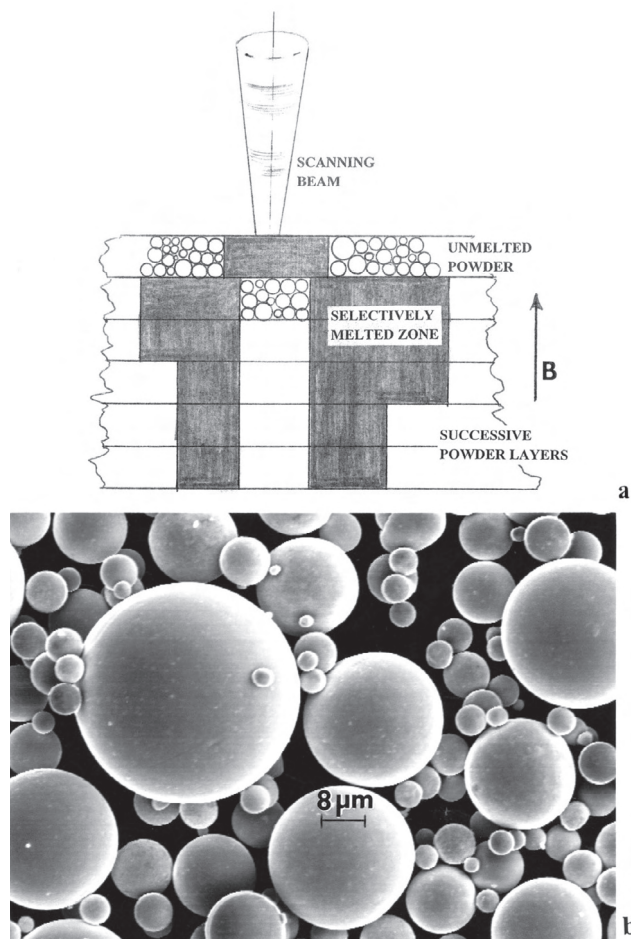 SCANNING
BEAM
UNMELTED
POWDER
SELECTIVELY
MELTED ZONE
B
SUCCESSIVE
POWDER LAYERS
a
8 µm
b